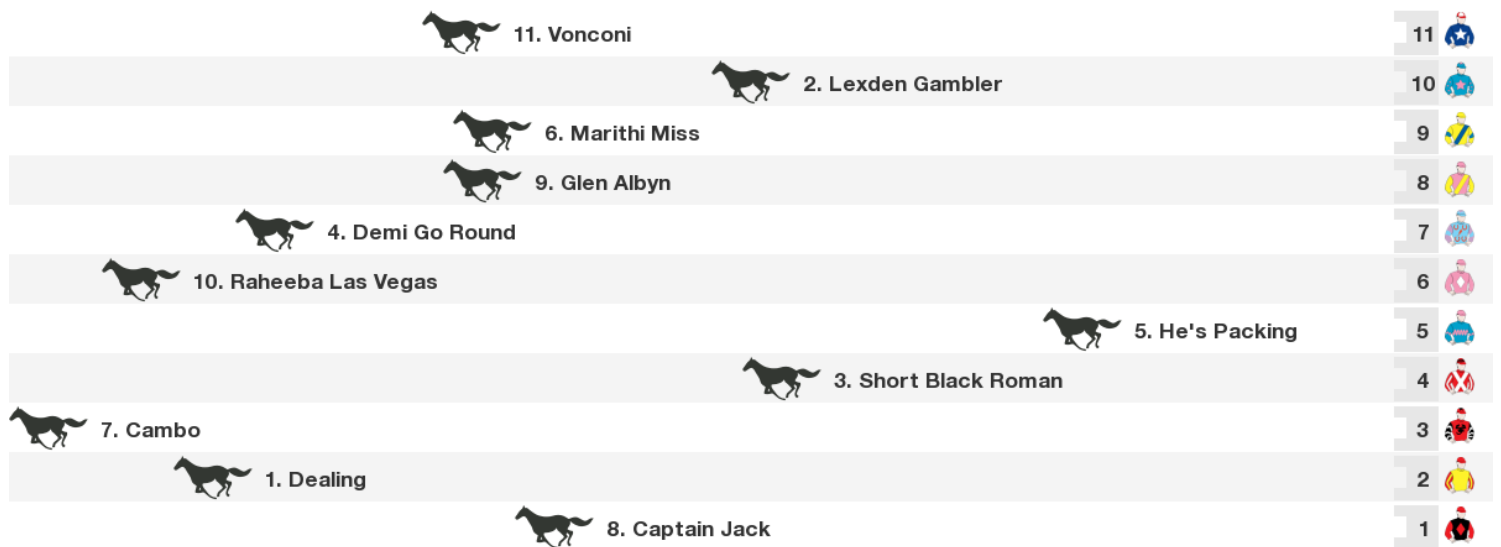 11. Vonconi 11
2. Lexden Gambler 10
6. Marithi Miss 9
9. Glen Albyn 8
4. Demi Go Round 7
10. Raheeba Las Vegas 6
5. He's Packing 5
3. Short Black Roman 4
7. Cambo 3
1. Dealing 2
8. Captain Jack 1